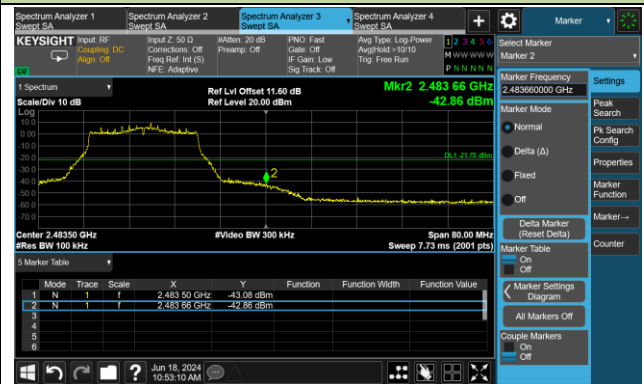 Spectrum Analyzer 1
Swept SA
Spectrum Analyzer 2
Swept SA
Spectrum Analyzer 3
Swept SA
Spectrum Analyzer 4
Swept SA
Marker
KEYSIGHT
Input: RF
Coupling: DC
Align: Off
Input Z: 50 Ω
Corrections: Off
Freq Ref: Int (S)
NFE: Adaptive
#Atten: 20 dB
Preamp: Off
PNO: Fast
Gate: Off
IF Gain: Low
Sig Track: Off
Avg Type: Log-Power
Avg|Hold:>10/10
Trig: Free Run
1 2 3 4 5 6
M W W W W W
P N N N N N
LXI
Select Marker
Marker 2
1 Spectrum
Scale/Div 10 dB
Ref Lvl Offset 11.60 dB
Ref Level 20.00 dBm
Mkr2 2.483 66 GHz
-42.86 dBm
Log
10.0
0.00
-10.0
-20.0
-30.0
-40.0
-50.0
-60.0
-70.0
DL1 -21.78 dBm
2
Center 2.48350 GHz
#Res BW 100 kHz
#Video BW 300 kHz
Span 80.00 MHz
Sweep 7.73 ms (2001 pts)
5 Marker Table
Mode Trace Scale X Y Function Function Width Function Value
1 N 1 f 2.483 50 GHz -43.08 dBm
2 N 1 f 2.483 66 GHz -42.86 dBm
3
4
5
6
Marker Frequency
2.483660000 GHz
Marker Mode
Normal
Delta (Δ)
Fixed
Off
Delta Marker
(Reset Delta)
Marker Table
On
Off
Marker Settings
Diagram
All Markers Off
Couple Markers
On
Off
Settings
Peak
Search
Pk Search
Config
Properties
Marker
Function
Marker→
Counter
?
Jun 18, 2024
10:53:10 AM